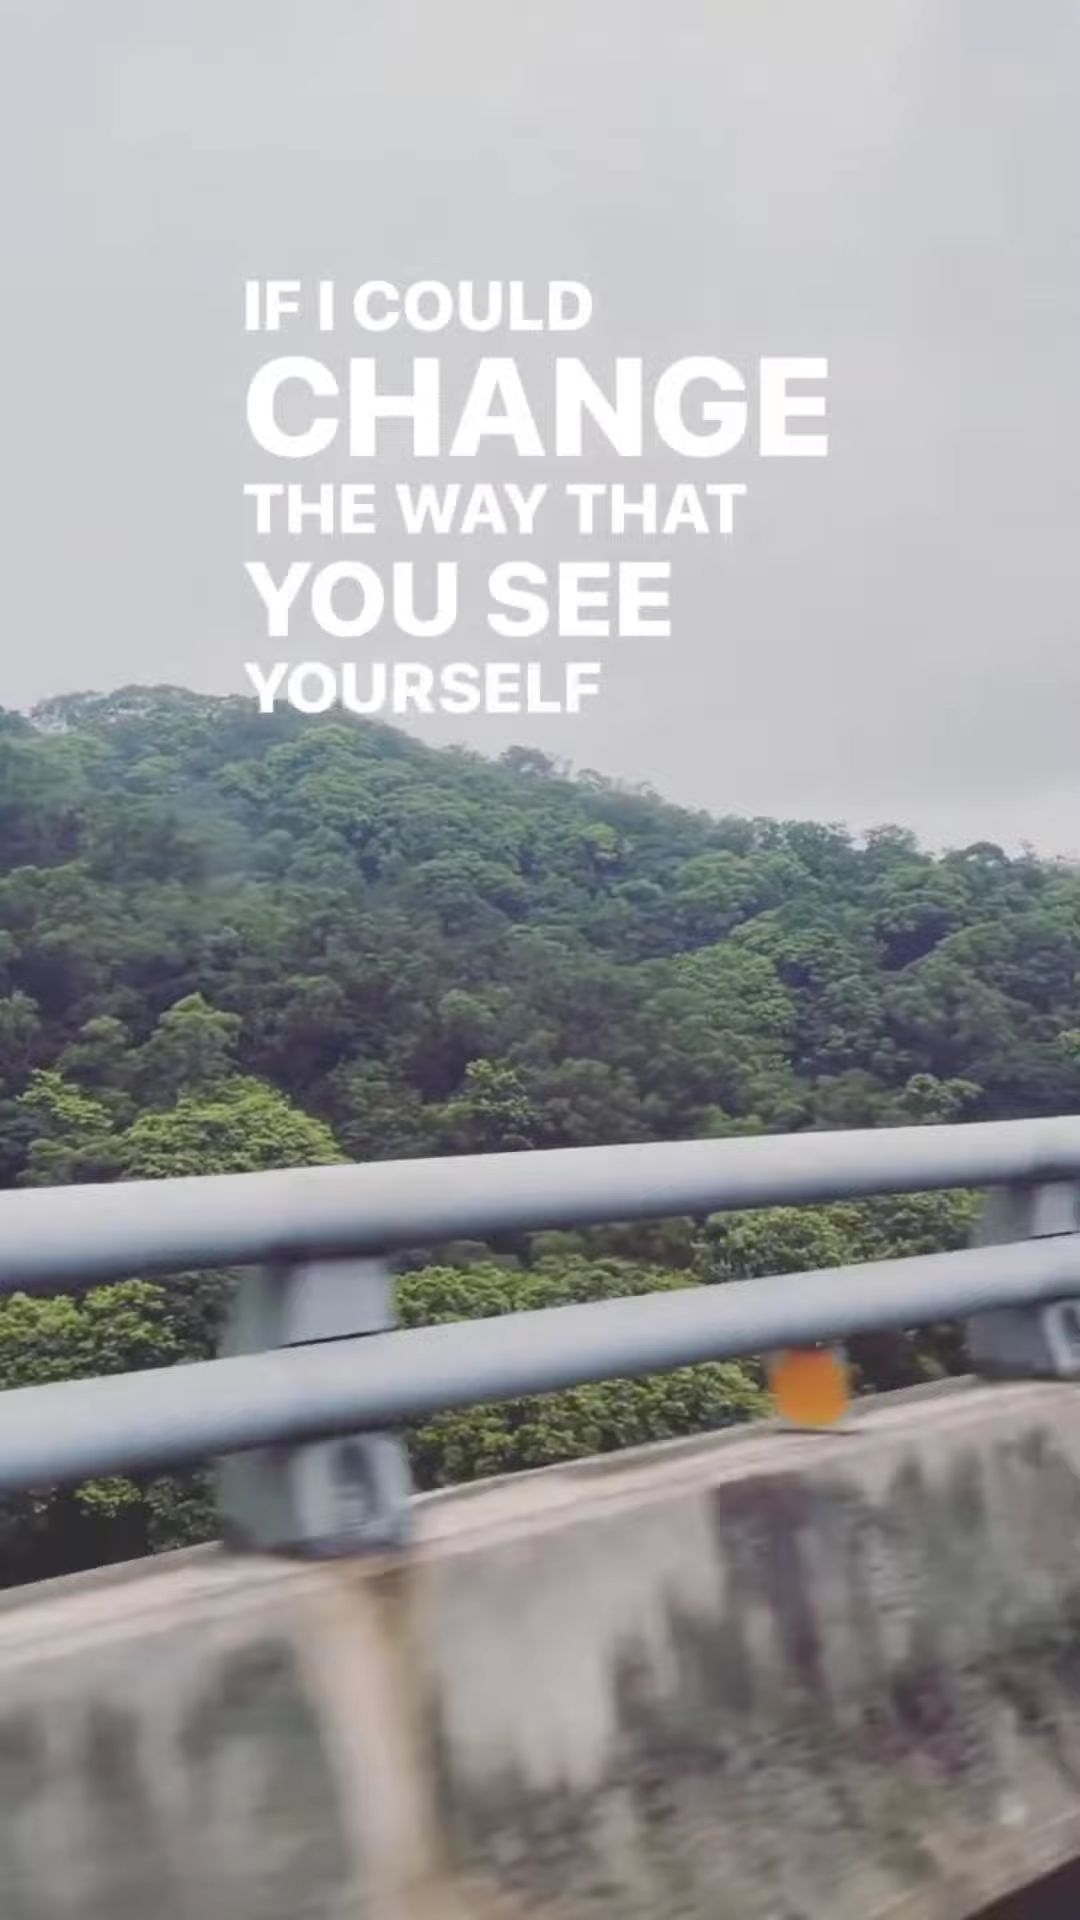 IF I COULD
CHANGE
THE WAY THAT
YOU SEE
YOURSELF